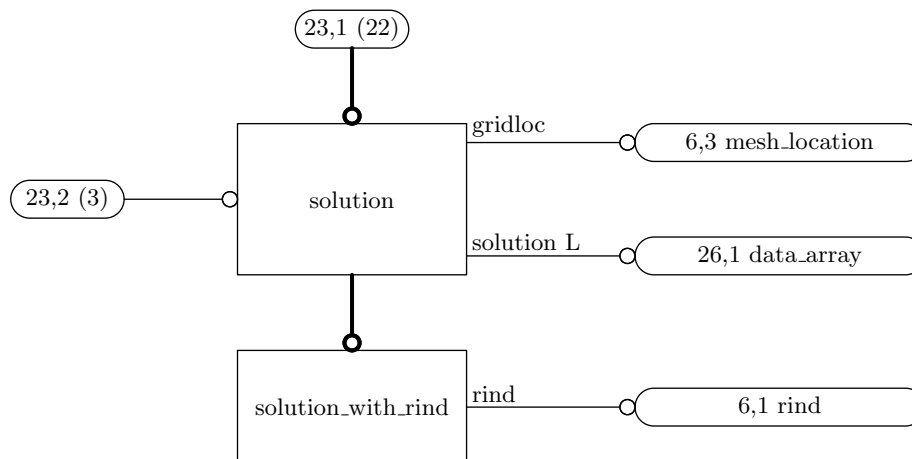 23,1 (22)
gridloc
6,3 mesh_location
23,2 (3)
solution
solution L
26,1 data_array
solution_with_rind
rind
6,1 rind